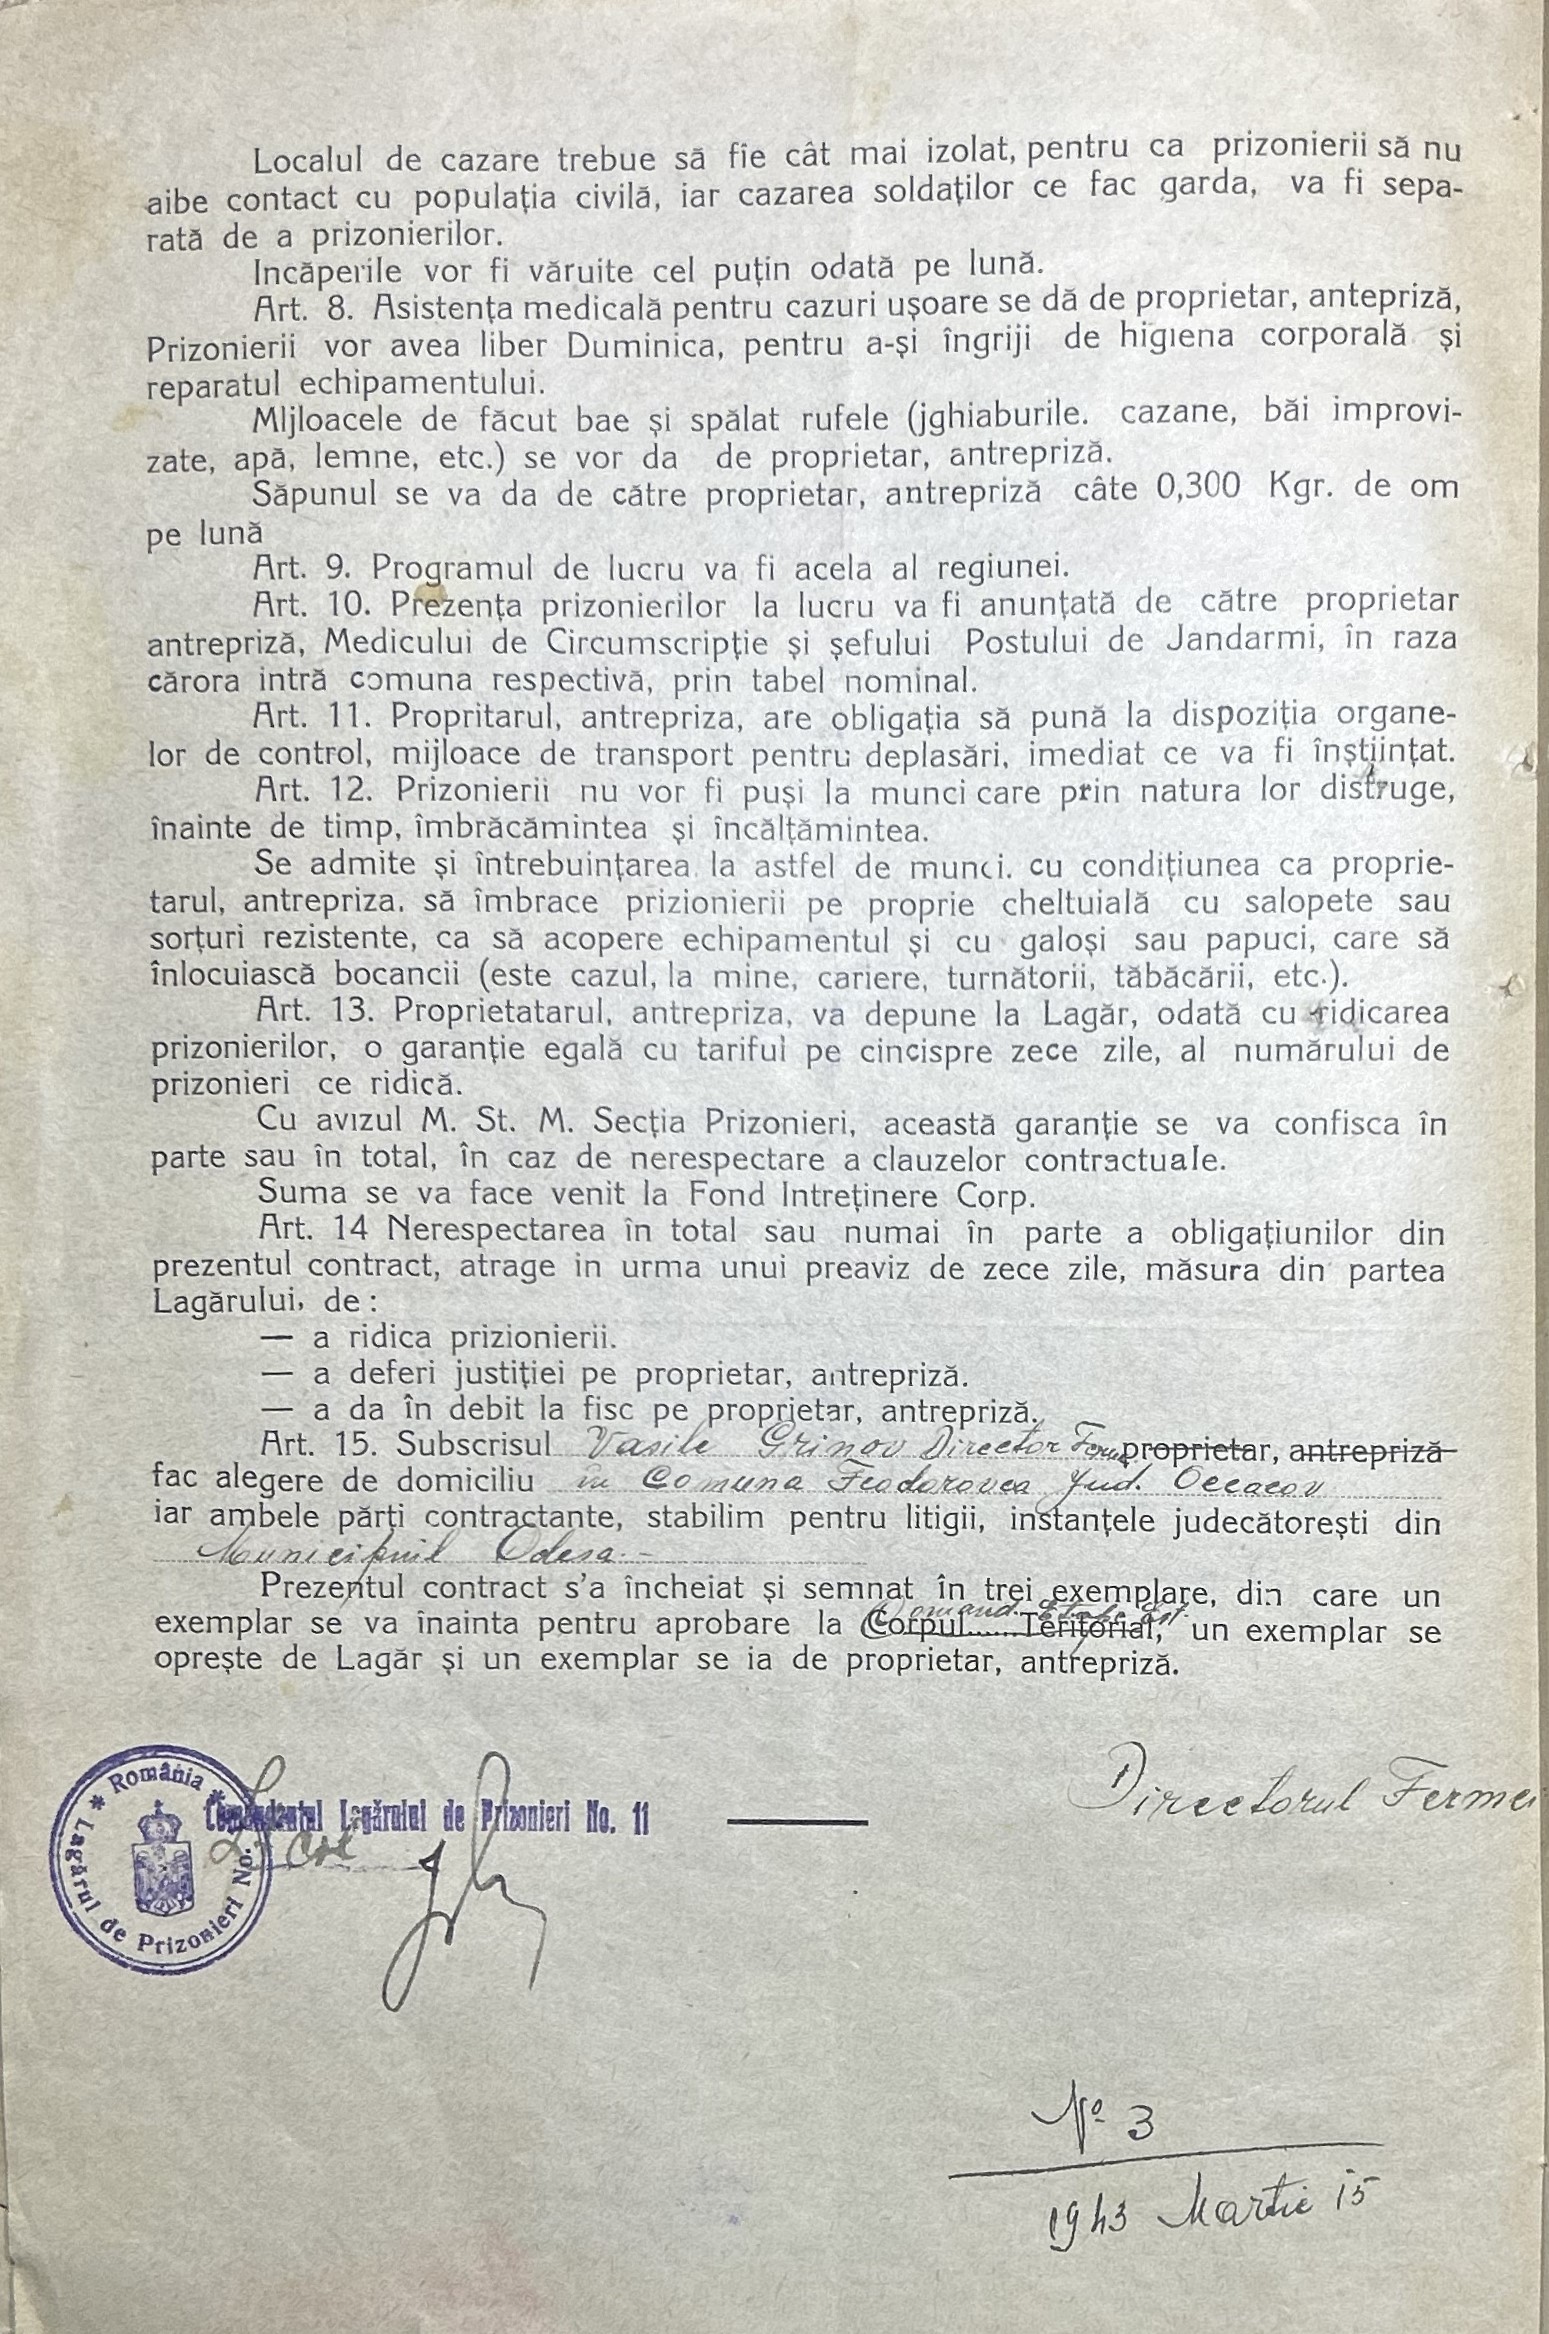 Localul de cazare trebue să fie cât mai izolat, pentru ca prizonierii să nu
aibe contact cu populația civilă, iar cazarea soldaților ce fac garda, va fi sepa-
rată de a prizonierilor.
Incăperile vor fi văruite cel puțin odată pe lună.
Art. 8. Asistența medicală pentru cazuri ușoare se dă de proprietar, antepriză,
Prizonierii vor avea liber Duminica, pentru a-și îngriji de higiena corporală și
reparatul echipamentului.
MIjloacele de făcut bae și spălat rufele (jghiaburile. cazane, băi improvi-
zate, apă, lemne, etc.) se vor da de proprietar, antrepriză.
Săpunul se va da de către proprietar, antrepriză câte 0,300 Kgr. de om
pe lună
Art. 9. Programul de lucru va fi acela al regiunei.
Art. 10. Prezența prizonierilor la lucru va fi anunțată de către proprietar
antrepriză, Medicului de Circumscripție și șefului Postului de Jandarmi, în raza
cărora intră comuna respectivă, prin tabel nominal.
Art. 11. Propritarul, antrepriza, are obligația să pună la dispoziția organe-
lor de control, mijloace de transport pentru deplasări, imediat ce va fi înștiințat.
Art. 12. Prizonierii nu vor fi puși la munci care prin natura lor distruge,
înainte de timp, îmbrăcămintea și încălțămintea.
Se admite și întrebuințarea la astfel de munci. cu condițiunea ca proprie-
tarul, antrepriza. să îmbrace prizionierii pe proprie cheltuială cu salopete sau
sorțuri rezistente, ca să acopere echipamentul și cu galoși sau papuci, care să
înlocuiască bocancii (este cazul, la mine, cariere, turnătorii, tăbăcării, etc.).
Art. 13. Proprietatarul, antrepriza, va depune la Lagăr, odată cu ridicarea
prizonierilor, o garanție egală cu tariful pe cincispre zece zile, al numărului de
prizonieri ce ridică.
Cu avizul M. St. M. Secția Prizonieri, această garanție se va confisca în
parte sau în total, în caz de nerespectare a clauzelor contractuale.
Suma se va face venit la Fond Intreținere Corp.
Art. 14 Nerespectarea în total sau numai în parte a obligațiunilor din
prezentul contract, atrage in urma unui preaviz de zece zile, măsura din partea
Lagărului, de :
— a ridica prizionierii.
— a deferi justiției pe proprietar, antrepriză.
— a da în debit la fisc pe proprietar, antrepriză.
Art. 15. Subscrisul Vasile Grinov Director Ferme proprietar, antrepriză
fac alegere de domiciliu în Comuna Feodorovca Jud. Oceacov
iar ambele părți contractante, stabilim pentru litigii, instanțele judecătorești din
Municipiul Odesa. -
Prezentul contract s'a încheiat și semnat în trei exemplare, din care un
Comand. Etape Est.
exemplar se va înainta pentru aprobare la Corpul......Teritorial, un exemplar se
oprește de Lagăr și un exemplar se ia de proprietar, antrepriză.
* România *
Lagărul de Prizonieri No.
Comandantul Lagărului de Prizonieri No. 11
Directorul Fermei
No 3
1943 Martie 15